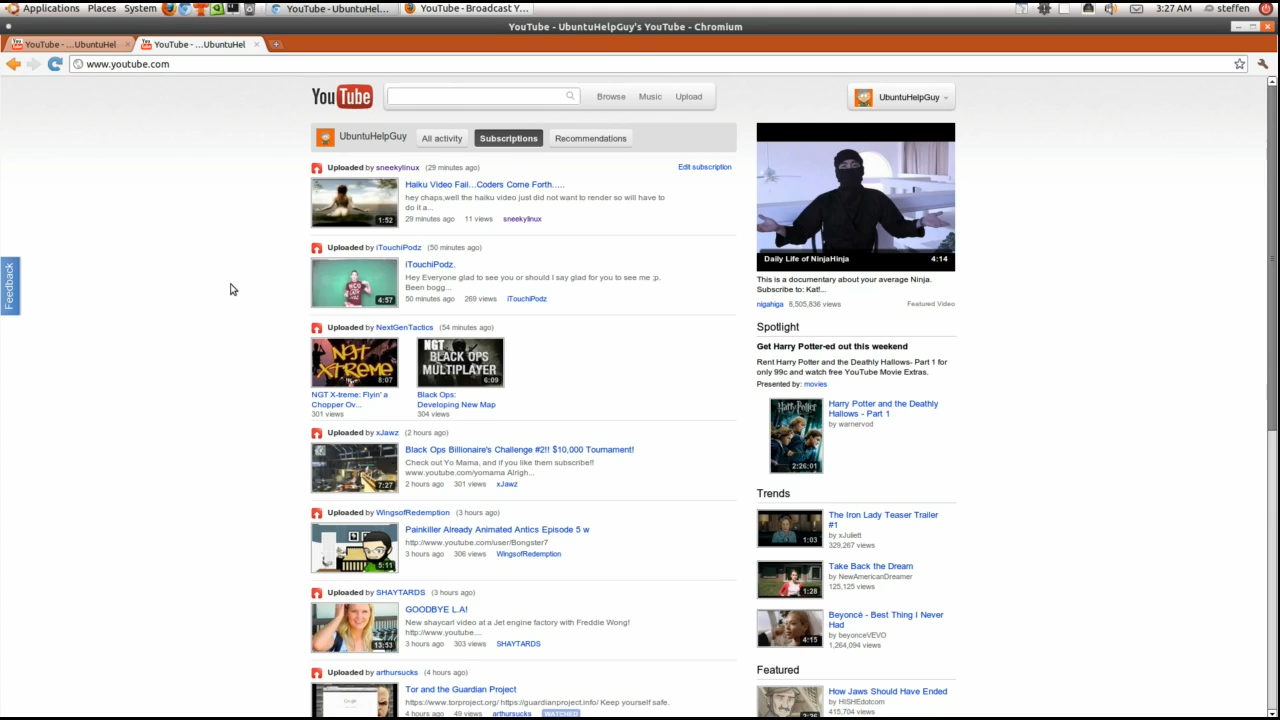 Applications Places System YouTube - UbuntuHel... YouTube - Broadcast Y... 3:27 AM steffen
YouTube - UbuntuHelpGuy's YouTube - Chromium
YouTube - ...UbuntuHel YouTube - ...UbuntuHel
www.youtube.com
YouTube Browse Music Upload UbuntuHelpGuy
UbuntuHelpGuy All activity Subscriptions Recommendations
Uploaded by sneekylinux (29 minutes ago) Edit subscription
Haiku Video Fail...Coders Come Forth.....
hey chaps,well the haiku video just did not want to render so will have to
do it a...
29 minutes ago 11 views sneekylinux
1:52
Uploaded by iTouchiPodz (50 minutes ago)
iTouchiPodz.
Hey Everyone glad to see you or should I say glad for you to see me ;p.
Been bogg...
50 minutes ago 269 views iTouchiPodz
4:57
Uploaded by NextGenTactics (54 minutes ago)
NGT XTREME
8:07
NGT BLACK OPS MULTIPLAYER
6:09
NGT X-treme: Flyin' a
Chopper Ov...
301 views
Black Ops:
Developing New Map
304 views
Uploaded by xJawz (2 hours ago)
Black Ops Billionaire's Challenge #2!! $10,000 Tournament!
Check out Yo Mama, and if you like them subscribe!!
www.youtube.com/yomama Alrigh...
2 hours ago 301 views xJawz
7:27
Uploaded by WingsofRedemption (3 hours ago)
Painkiller Already Animated Antics Episode 5 w
http://www.youtube.com/user/Bongster7
3 hours ago 306 views WingsofRedemption
5:11
Uploaded by SHAYTARDS (3 hours ago)
GOODBYE L.A!
New shaycarl video at a Jet engine factory with Freddie Wong!
http://www.youtube....
3 hours ago 303 views SHAYTARDS
13:53
Uploaded by arthursucks (4 hours ago)
Tor and the Guardian Project
https://www.torproject.org/ https://guardianproject.info/ Keep yourself safe.
4 hours ago 49 views arthursucks WATCHED
Feedback
Daily Life of NinjaHinja 4:14
This is a documentary about your average Ninja.
Subscribe to: Kat!...
nigahiga 8,505,836 views Featured Video
Spotlight
Get Harry Potter-ed out this weekend
Rent Harry Potter and the Deathly Hallows- Part 1 for
only 99c and watch free YouTube Movie Extras.
Presented by: movies
Harry Potter and the Deathly
Hallows - Part 1
by warnervod
2:26:01
Trends
The Iron Lady Teaser Trailer
#1
by xJuliett
329,267 views
1:03
Take Back the Dream
by NewAmericanDreamer
125,125 views
1:28
Beyoncé - Best Thing I Never
Had
by beyonceVEVO
1,264,094 views
4:15
Featured
How Jaws Should Have Ended
by HISHEdotcom
415,704 views